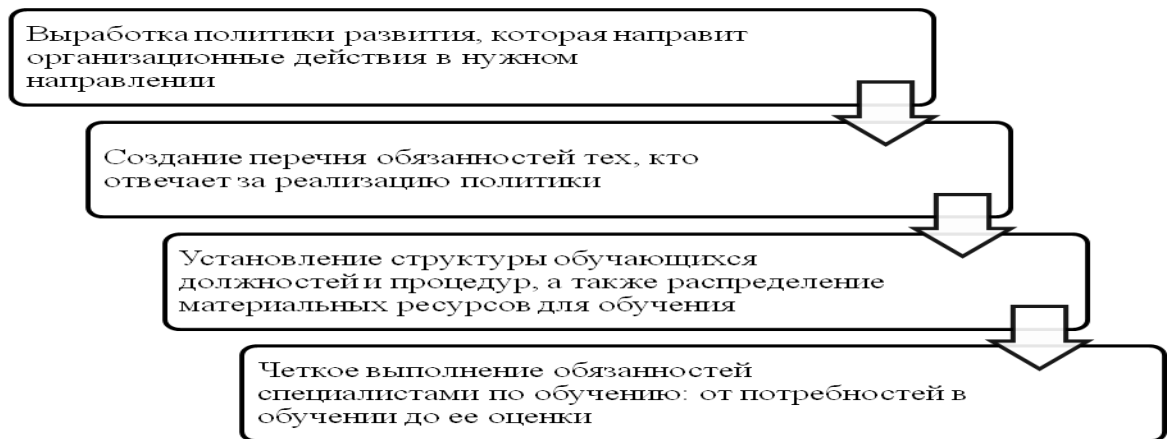 Выработка политики развития, которая направит
организационные действия в нужном
направлении
Создание перечня обязанностей тех, кто
отвечает за реализацию политики
Установление структуры обучающихся
должностей и процедур, а также распределение
материальных ресурсов для обучения
Четкое выполнение обязанностей
специалистами по обучению: от потребностей в
обучении до ее оценки